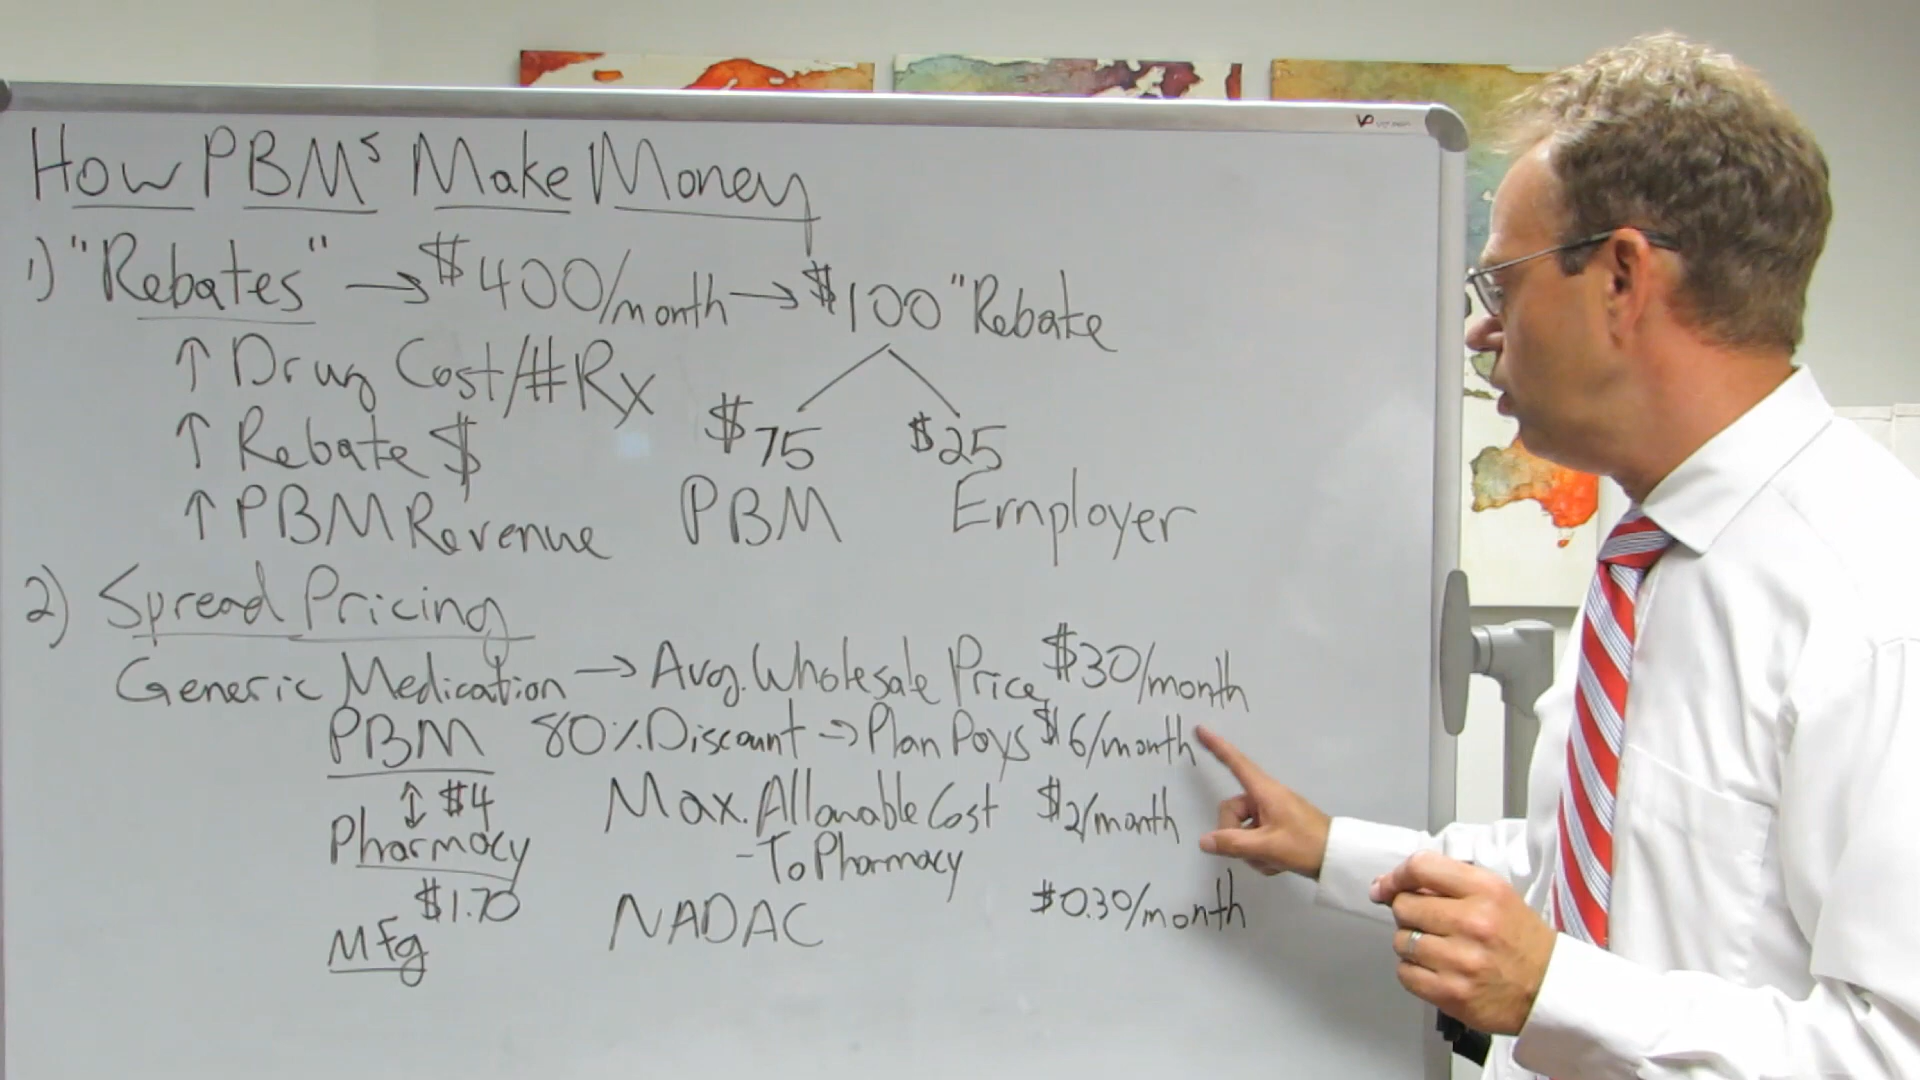 How PBMs Make Money
1) "Rebates" → $400/month → $100 "Rebate
↑ Drug Cost/#Rx
↑ Rebate $ $75 $25
↑ PBM Revenue PBM Employer
2) Spread Pricing
Generic Medication → Avg. Wholesale Price $30/month
PBM 80% Discount → Plan Pays $6/month
↕ $4 Max. Allowable Cost $2/month
Pharmacy - To Pharmacy
$1.70 NADAC $0.30/month
Mfg